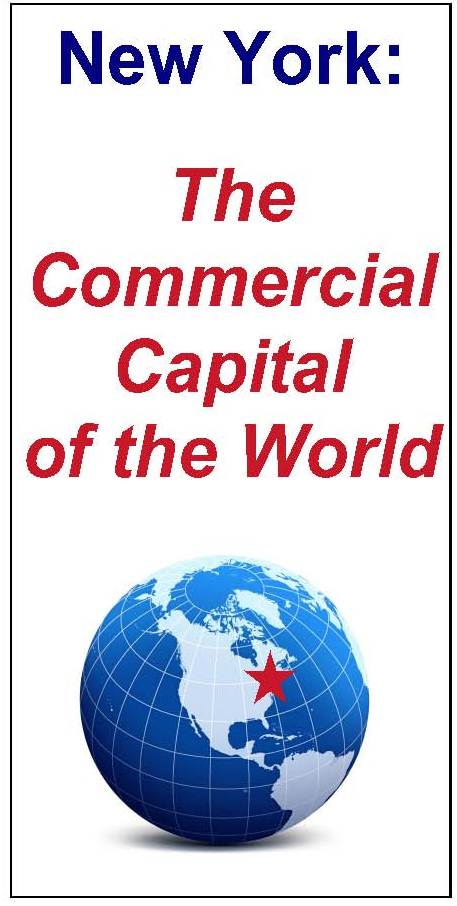 New York:
The
Commercial
Capital
of the World